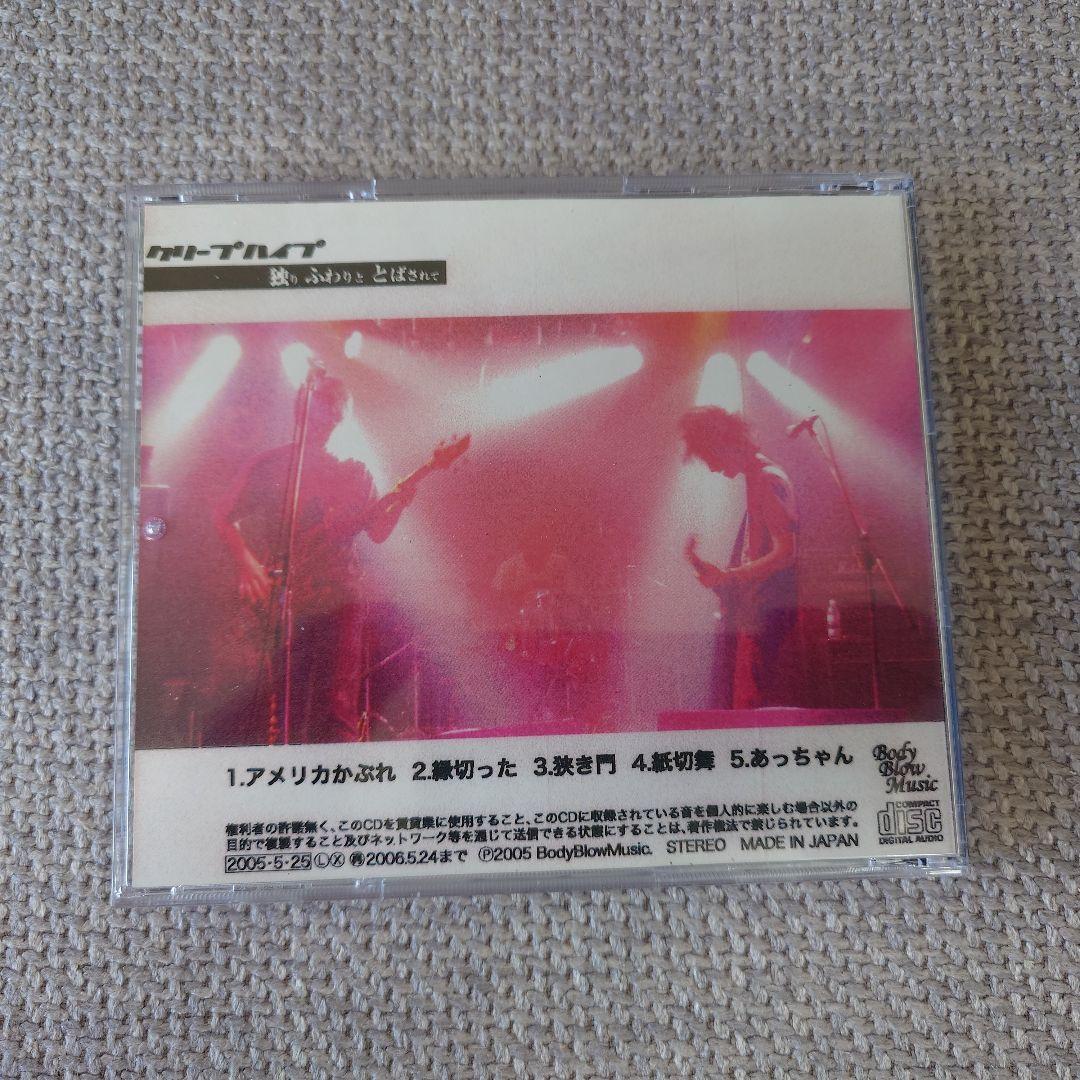 クリープハイプ
独り ふわりと とばされて
1.アメリカかぶれ 2.縁切った 3.狭き門 4.紙切舞 5.あっちゃん
Body
Blow
Music
権利者の許諾無く、このCDを賃貸業に使用すること、このCDに収録されている音を個人的に楽しむ場合以外の
目的で複製すること及びネットワーク等を通じて送信できる状態にすることは、著作権法で禁じられています。
COMPACT
disc
DIGITAL AUDIO
2005・5・25 Ⓛ Ⓧ ㋫2006.5.24まで Ⓟ2005 BodyBlowMusic. STEREO MADE IN JAPAN